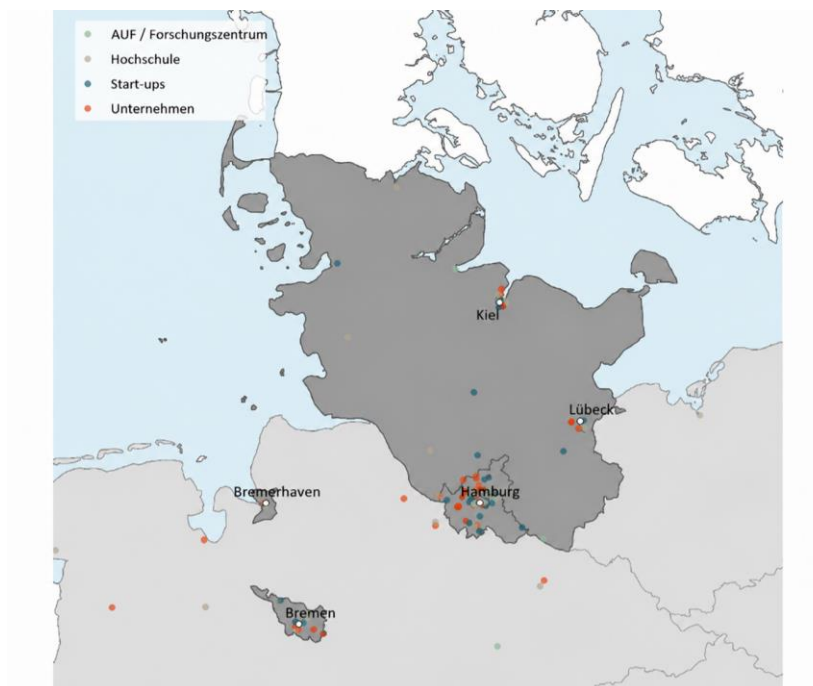 AUF / Forschungszentrum
Hochschule
Start-ups
Unternehmen
Kiel
Lübeck
Bremerhaven
Hamburg
Bremen